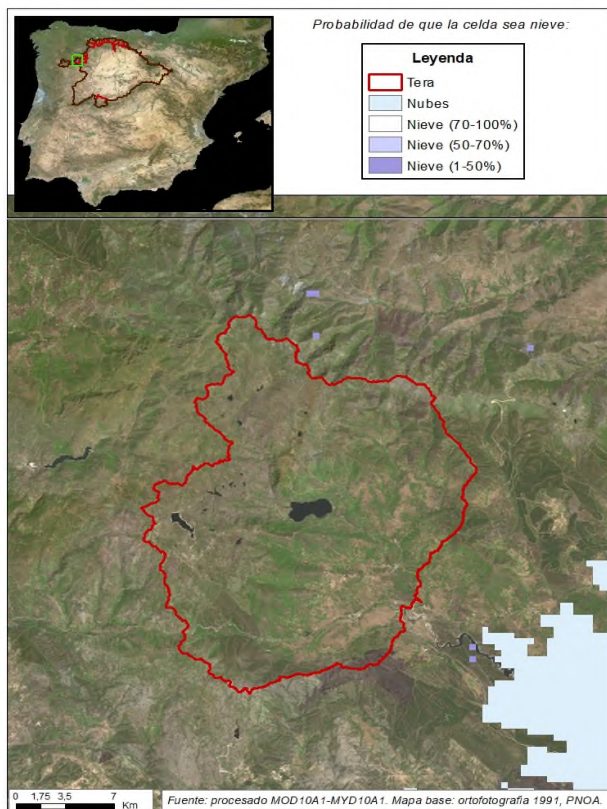 Probabilidad de que la celda sea nieve:
Leyenda
Tera
Nubes
Nieve (70-100%)
Nieve (50-70%)
Nieve (1-50%)
0 1,75 3,5 7
Km
Fuente: procesado MOD10A1-MYD10A1. Mapa base: ortofotografía 1991, PNOA